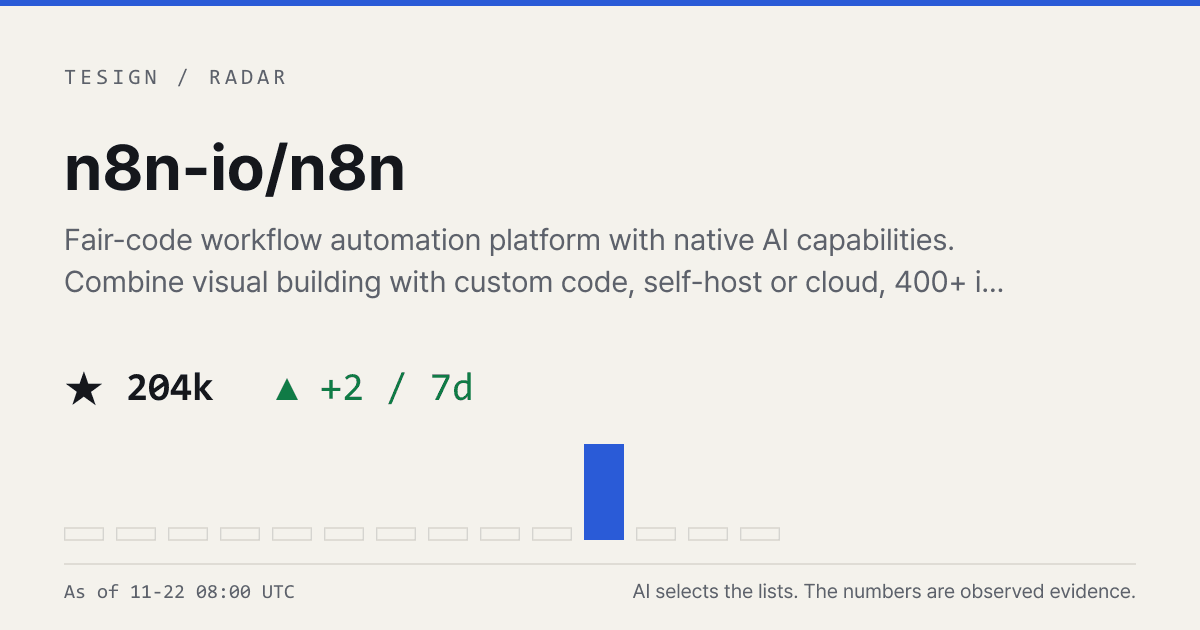 TESIGN / RADAR
n8n-io/n8n
Fair-code workflow automation platform with native AI capabilities.
Combine visual building with custom code, self-host or cloud, 400+ i…
★ 204k ▲ +2 / 7d
As of 11-22 08:00 UTC
AI selects the lists. The numbers are observed evidence.